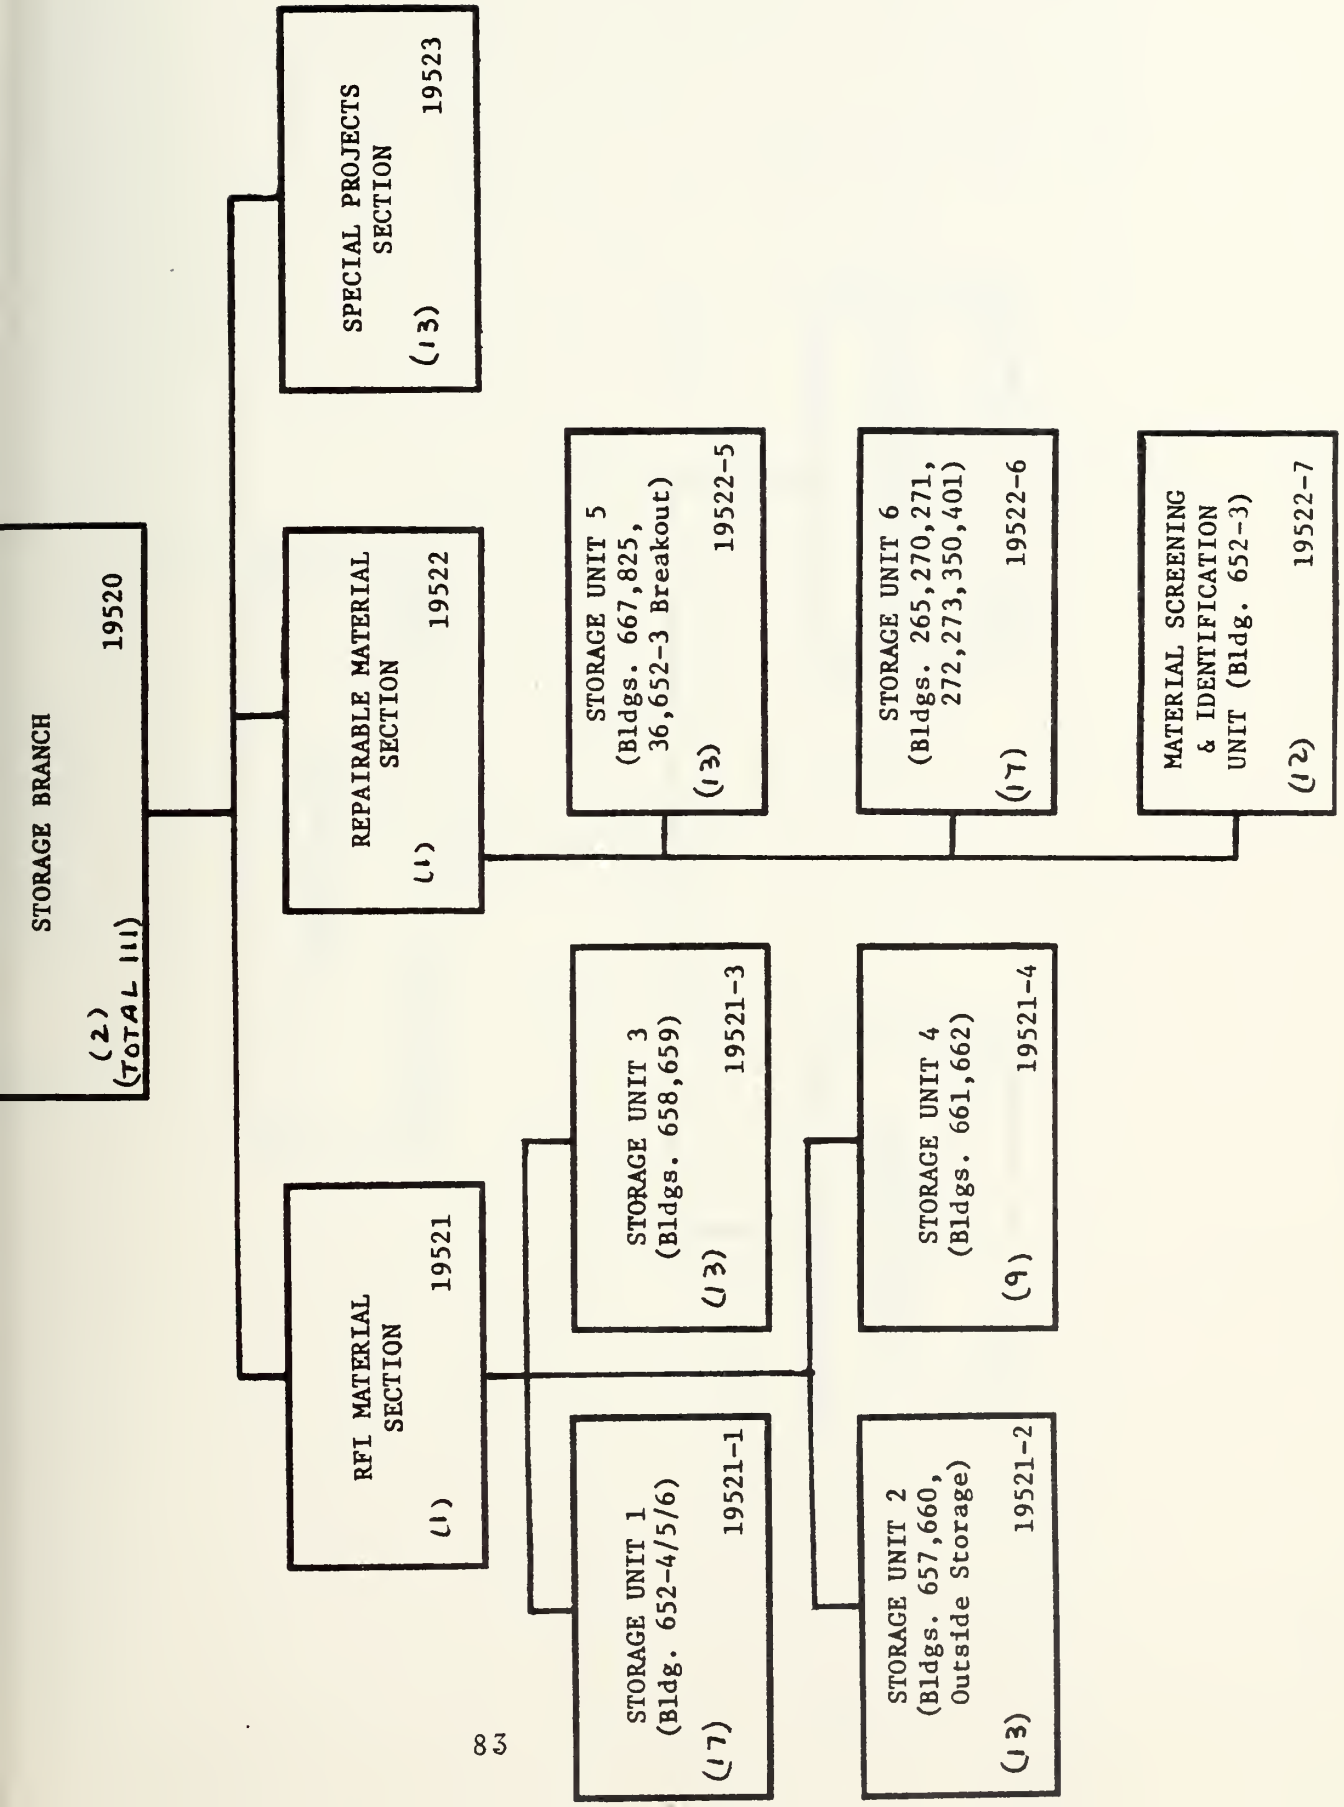 STORAGE BRANCH
19520
(2)
(TOTAL 111)
RFI MATERIAL
SECTION
19521
(1)
REPAIRABLE MATERIAL
SECTION
19522
(1)
SPECIAL PROJECTS
SECTION
19523
(13)
STORAGE UNIT 1
(Bldg. 652-4/5/6)
19521-1
(17)
STORAGE UNIT 3
(Bldgs. 658,659)
19521-3
(13)
STORAGE UNIT 2
(Bldgs. 657,660,
Outside Storage)
19521-2
(13)
STORAGE UNIT 4
(Bldgs. 661,662)
19521-4
(9)
STORAGE UNIT 5
(Bldgs. 667,825,
36,652-3 Breakout)
19522-5
(13)
STORAGE UNIT 6
(Bldgs. 265,270,271,
272,273,350,401)
19522-6
(17)
MATERIAL SCREENING
& IDENTIFICATION
UNIT (Bldg. 652-3)
19522-7
(12)
83